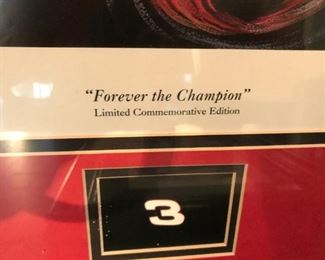 "Forever the Champion"
Limited Commemorative Edition
3